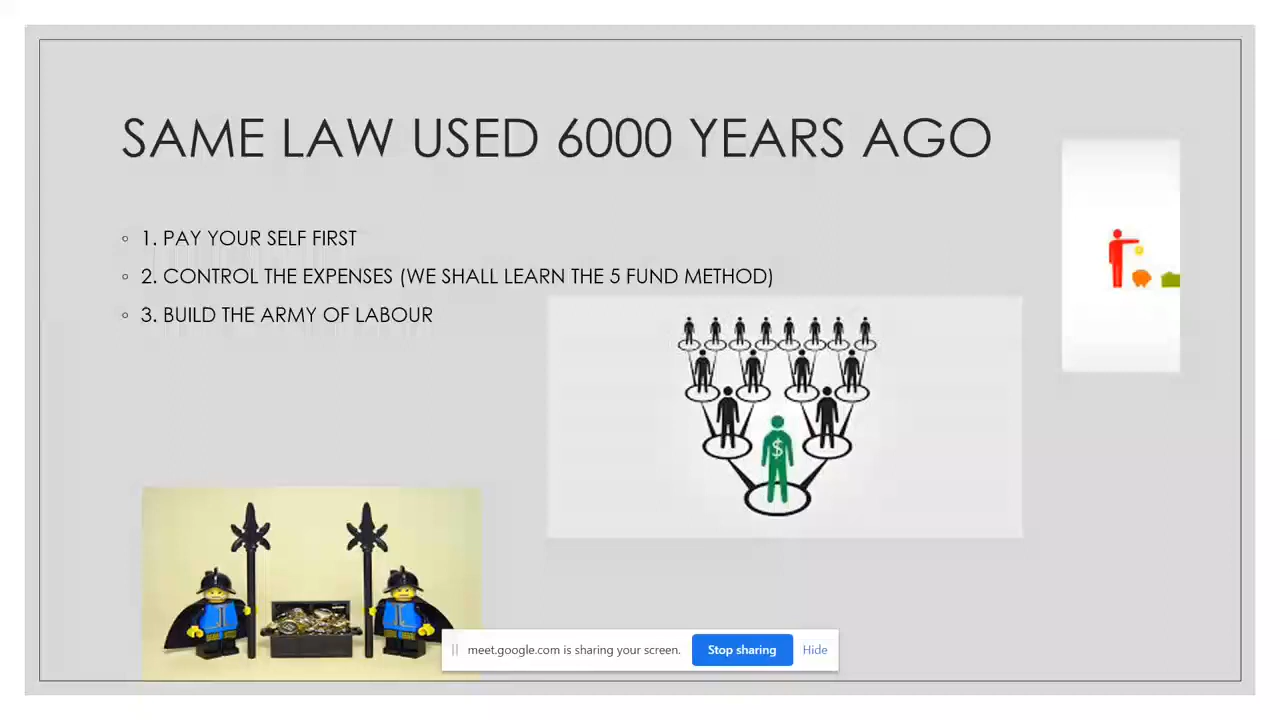 SAME LAW USED 6000 YEARS AGO
1. PAY YOUR SELF FIRST
2. CONTROL THE EXPENSES (WE SHALL LEARN THE 5 FUND METHOD)
3. BUILD THE ARMY OF LABOUR
$
meet.google.com is sharing your screen. Stop sharing Hide